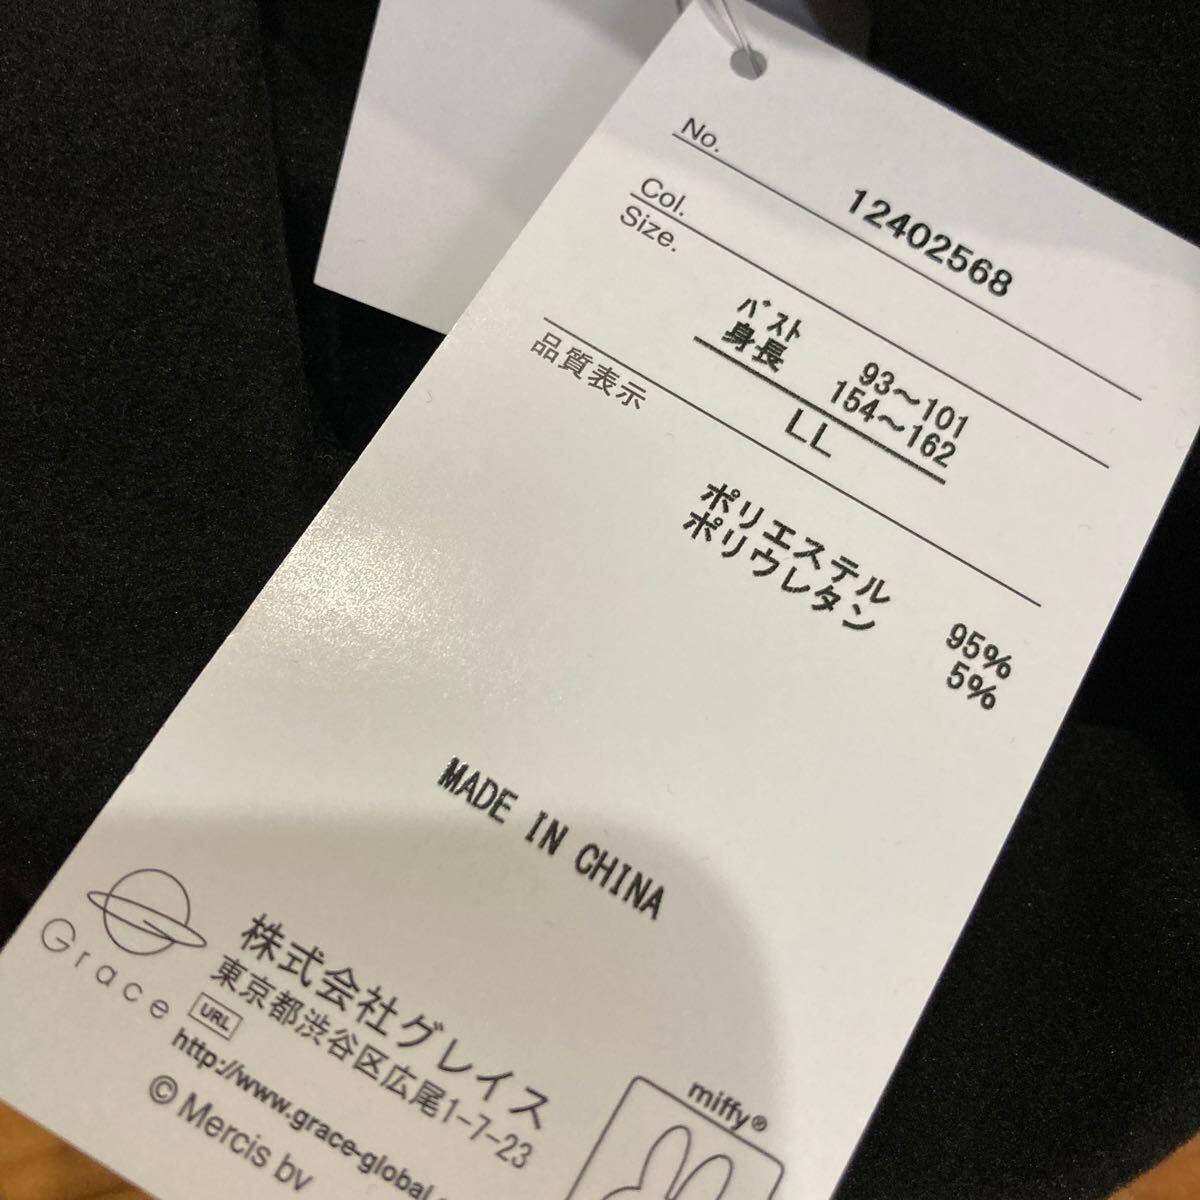 No. 12402568
Col.
Size.
バスト 93～101
身長 154～162
LL
品質表示
ポリエステル 95%
ポリウレタン 5%
MADE IN CHINA
Grace
株式会社グレイス
東京都渋谷区広尾1-7-23
URL
http://www.grace-global.
© Mercis bv
miffy®